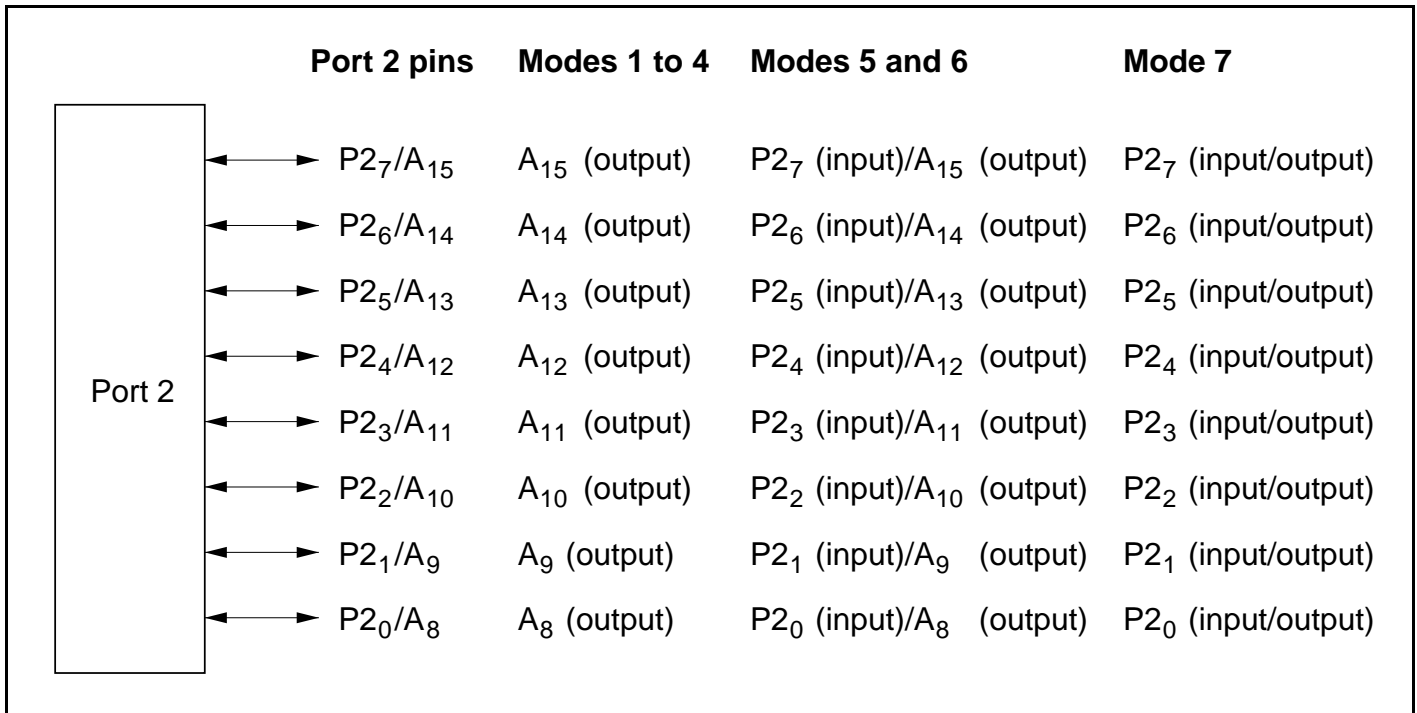 Port 2 pins Modes 1 to 4 Modes 5 and 6 Mode 7
P2₇/A₁₅ A₁₅ (output) P2₇ (input)/A₁₅ (output) P2₇ (input/output)
P2₆/A₁₄ A₁₄ (output) P2₆ (input)/A₁₄ (output) P2₆ (input/output)
P2₅/A₁₃ A₁₃ (output) P2₅ (input)/A₁₃ (output) P2₅ (input/output)
P2₄/A₁₂ A₁₂ (output) P2₄ (input)/A₁₂ (output) P2₄ (input/output)
Port 2
P2₃/A₁₁ A₁₁ (output) P2₃ (input)/A₁₁ (output) P2₃ (input/output)
P2₂/A₁₀ A₁₀ (output) P2₂ (input)/A₁₀ (output) P2₂ (input/output)
P2₁/A₉ A₉ (output) P2₁ (input)/A₉ (output) P2₁ (input/output)
P2₀/A₈ A₈ (output) P2₀ (input)/A₈ (output) P2₀ (input/output)